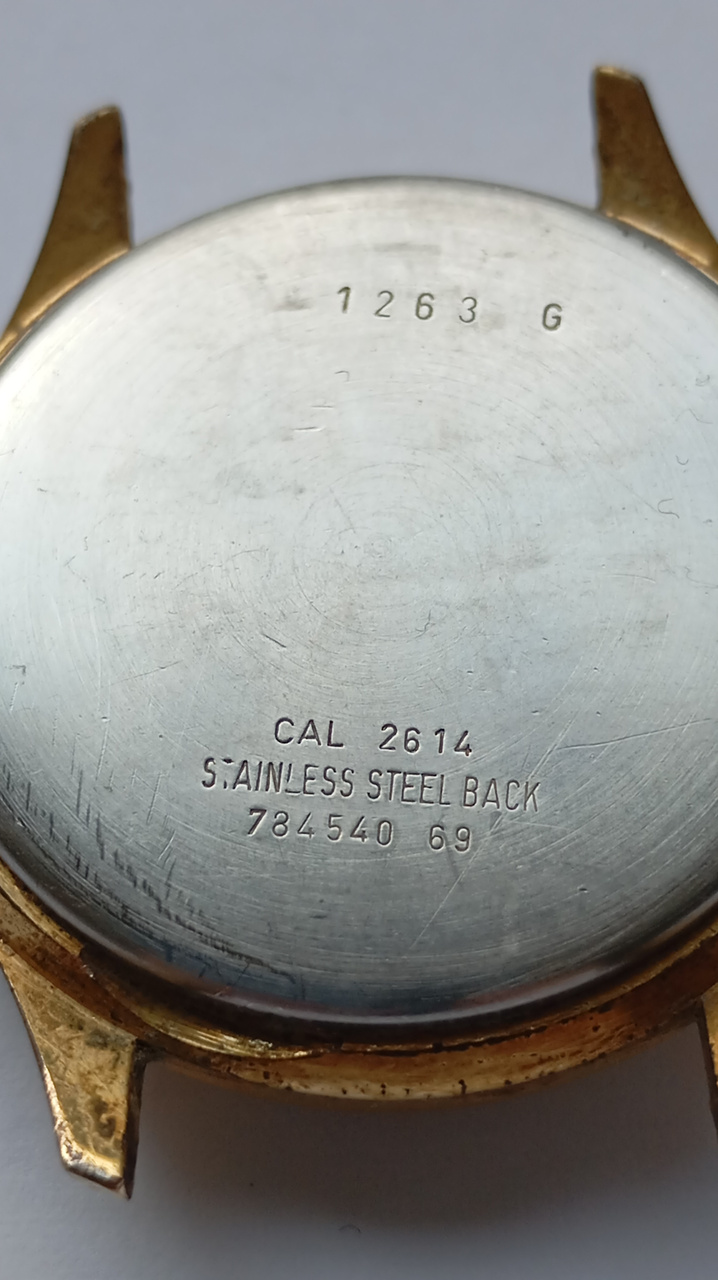 1263 G
CAL 2614
STAINLESS STEEL BACK
784540 69